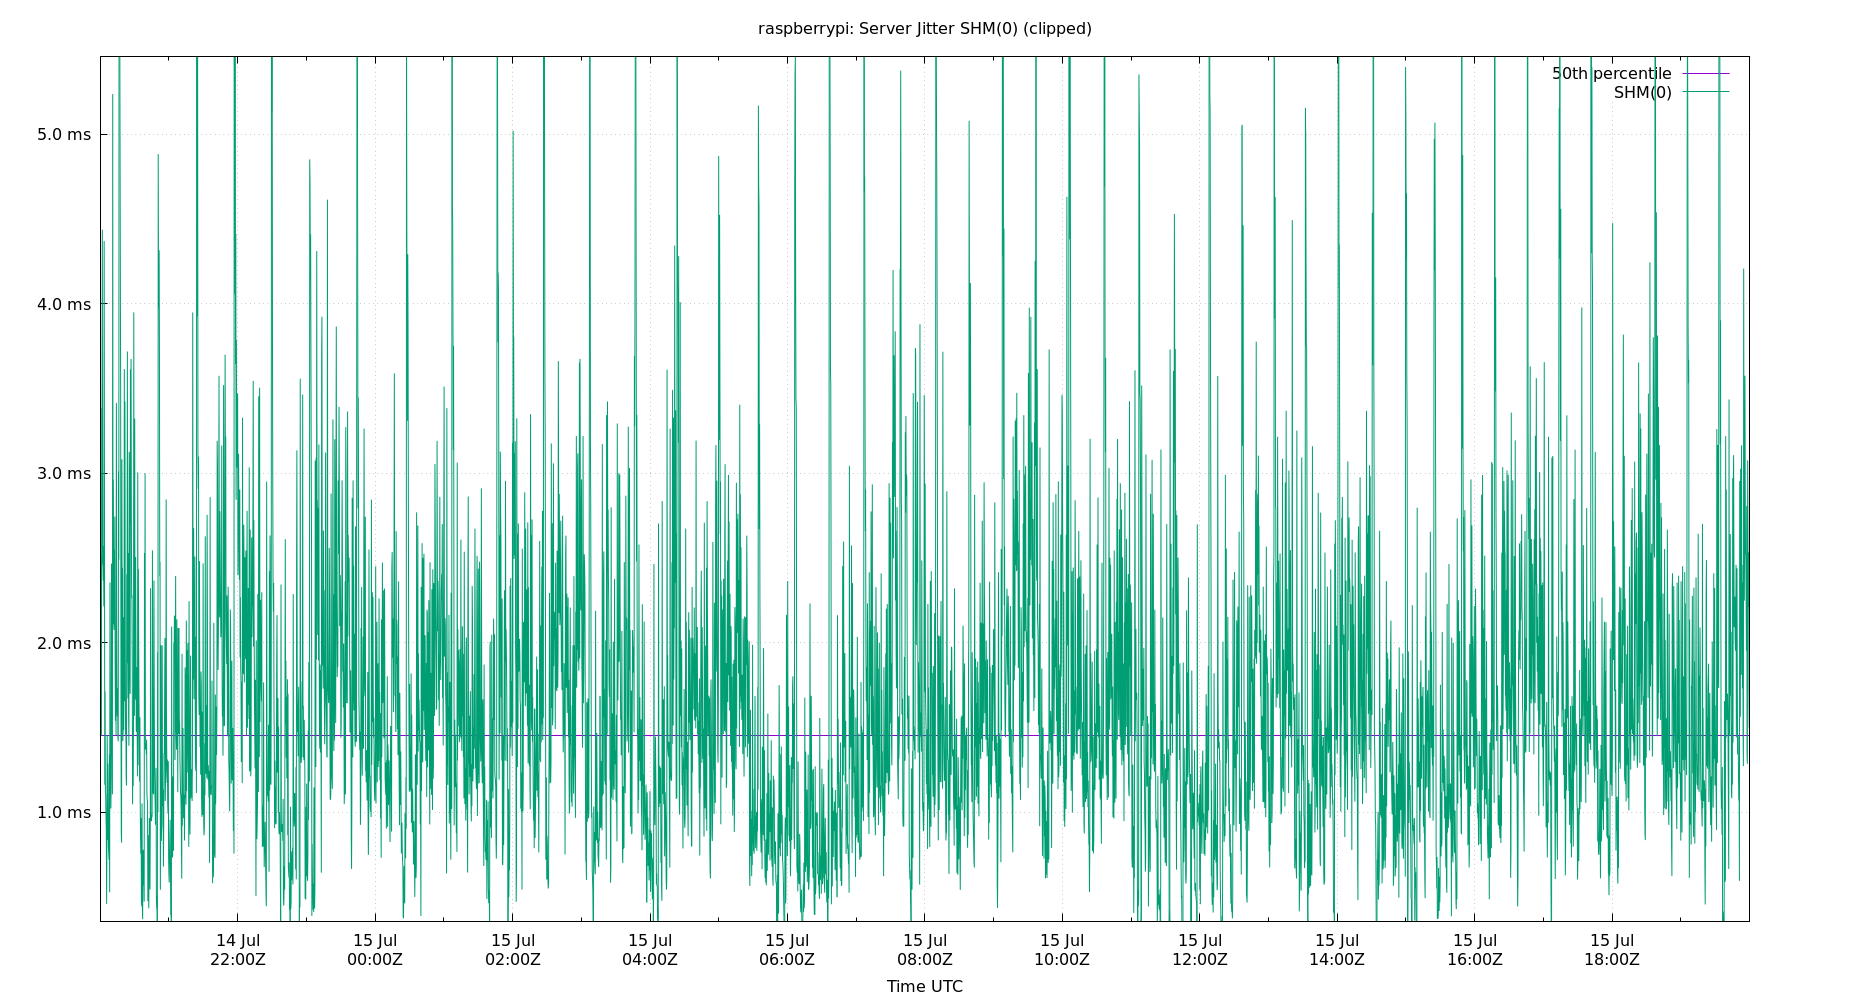 raspberrypi: Server Jitter SHM(0) (clipped)
50th percentile
SHM(0)
5.0 ms
4.0 ms
3.0 ms
2.0 ms
1.0 ms
14 Jul 15 Jul 15 Jul 15 Jul 15 Jul 15 Jul 15 Jul 15 Jul 15 Jul 15 Jul 15 Jul
22:00Z 00:00Z 02:00Z 04:00Z 06:00Z 08:00Z 10:00Z 12:00Z 14:00Z 16:00Z 18:00Z
Time UTC